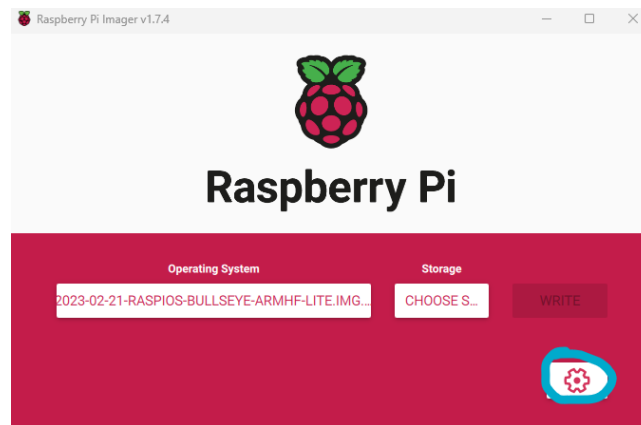 Raspberry Pi Imager v1.7.4
Raspberry Pi
Operating System
Storage
2023-02-21-RASPIOS-BULLSEYE-ARMHF-LITE.IMG...
CHOOSE S...
WRITE